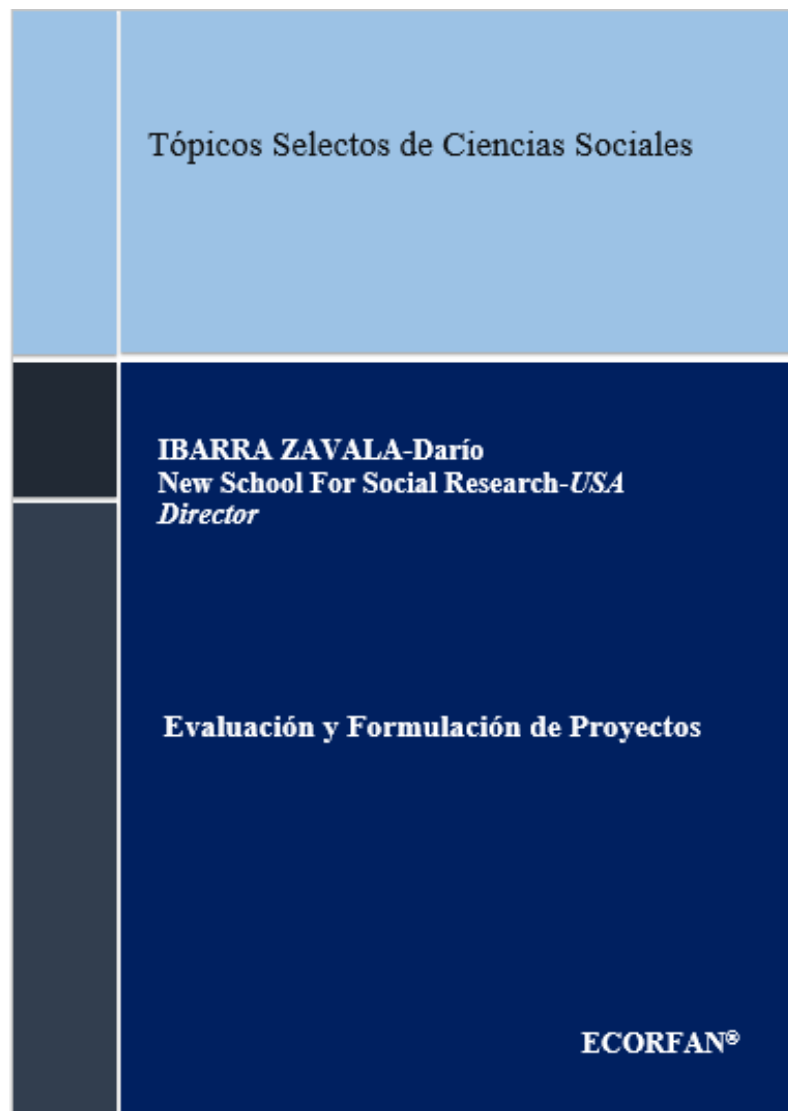 Tópicos Selectos de Ciencias Sociales
IBARRA ZAVALA-Darío
New School For Social Research-USA
Director
Evaluación y Formulación de Proyectos
ECORFAN®